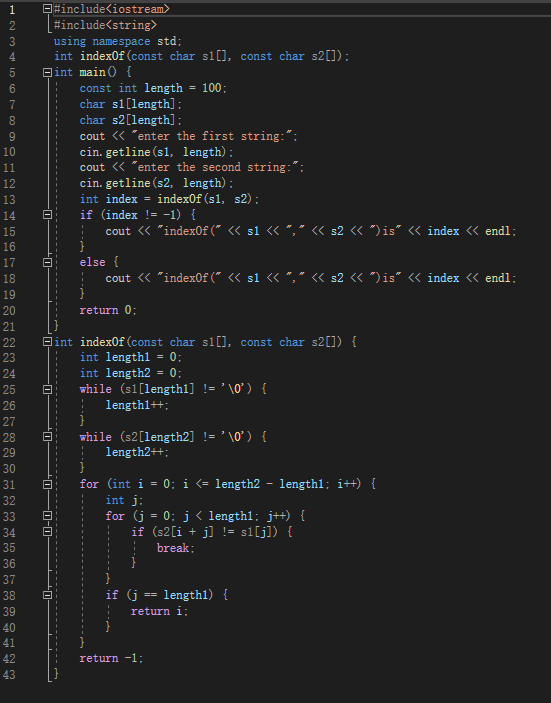 1 #include<iostream>
2 #include<string>
3 using namespace std;
4 int indexOf(const char s1[], const char s2[]);
5 int main() {
6 const int length = 100;
7 char s1[length];
8 char s2[length];
9 cout << "enter the first string:";
10 cin.getline(s1, length);
11 cout << "enter the second string:";
12 cin.getline(s2, length);
13 int index = indexOf(s1, s2);
14 if (index != -1) {
15 cout << "indexOf(" << s1 << "," << s2 << ")is" << index << endl;
16 }
17 else {
18 cout << "indexOf(" << s1 << "," << s2 << ")is" << index << endl;
19 }
20 return 0;
21 }
22 int indexOf(const char s1[], const char s2[]) {
23 int length1 = 0;
24 int length2 = 0;
25 while (s1[length1] != '\0') {
26 length1++;
27 }
28 while (s2[length2] != '\0') {
29 length2++;
30 }
31 for (int i = 0; i <= length2 - length1; i++) {
32 int j;
33 for (j = 0; j < length1; j++) {
34 if (s2[i + j] != s1[j]) {
35 break;
36 }
37 }
38 if (j == length1) {
39 return i;
40 }
41 }
42 return -1;
43 }